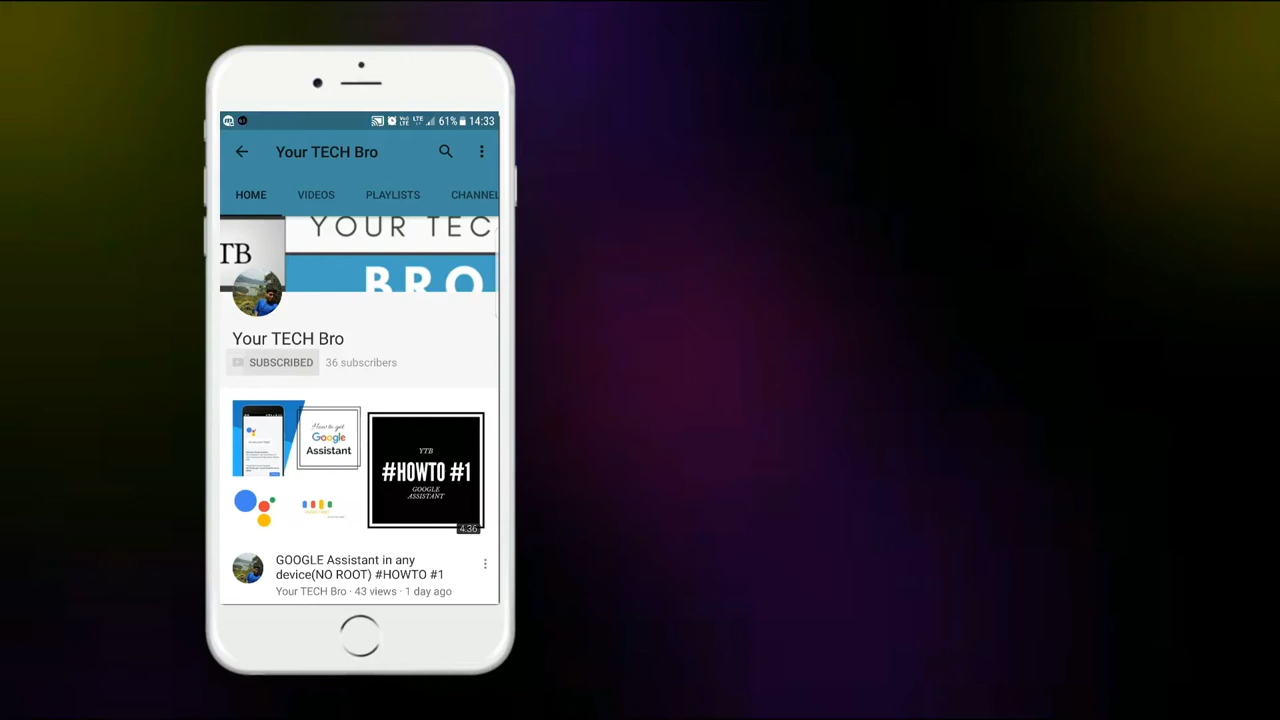 61% 14:33
Your TECH Bro
HOME VIDEOS PLAYLISTS CHANNEL
TB
YOUR TEC
BRO
Your TECH Bro
SUBSCRIBED 36 subscribers
How to get
Google
Assistant
YTB
#HOWTO #1
GOOGLE
ASSISTANT
4:36
GOOGLE Assistant in any
device(NO ROOT) #HOWTO #1
Your TECH Bro · 43 views · 1 day ago